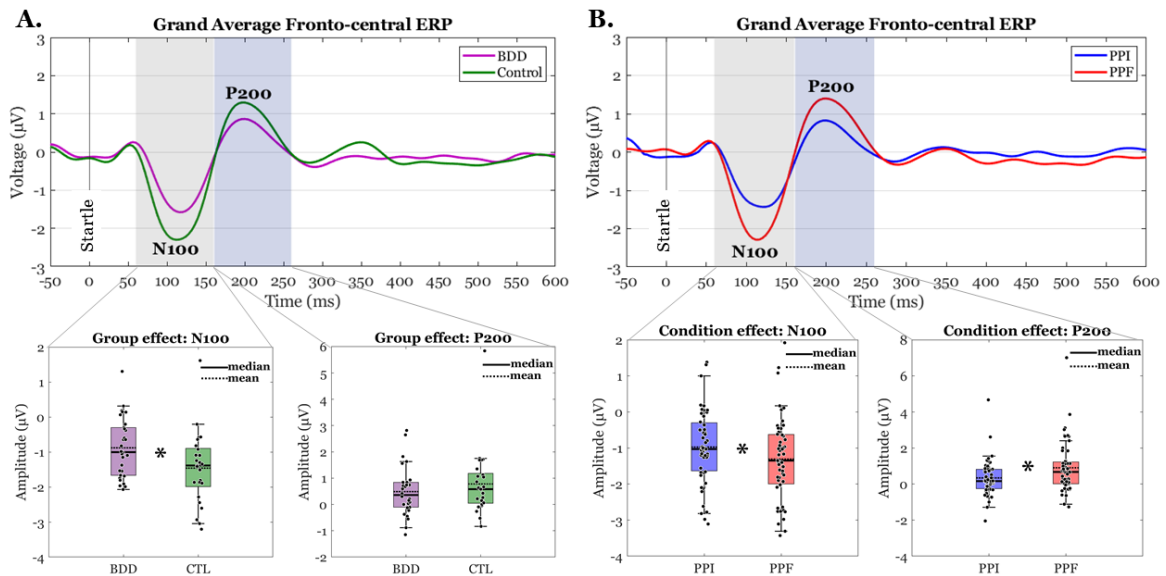 A.
Grand Average Fronto-central ERP
3
2
1
0
-1
-2
-3
Voltage (µV)
BDD
Control
P200
N100
Startle
-50 0 50 100 150 200 250 300 350 400 450 500 550 600
Time (ms)
B.
Grand Average Fronto-central ERP
3
2
1
0
-1
-2
-3
Voltage (µV)
PPI
PPF
P200
N100
Startle
-50 0 50 100 150 200 250 300 350 400 450 500 550 600
Time (ms)
Group effect: N100
2
1
0
-1
-2
-3
-4
Amplitude (µV)
median
mean
*
BDD CTL
Group effect: P200
6
5
4
3
2
1
0
-1
-2
Amplitude (µV)
median
mean
BDD CTL
Condition effect: N100
2
1
0
-1
-2
-3
-4
Amplitude (µV)
median
mean
*
PPI PPF
Condition effect: P200
8
6
4
2
0
-2
-4
Amplitude (µV)
median
mean
*
PPI PPF